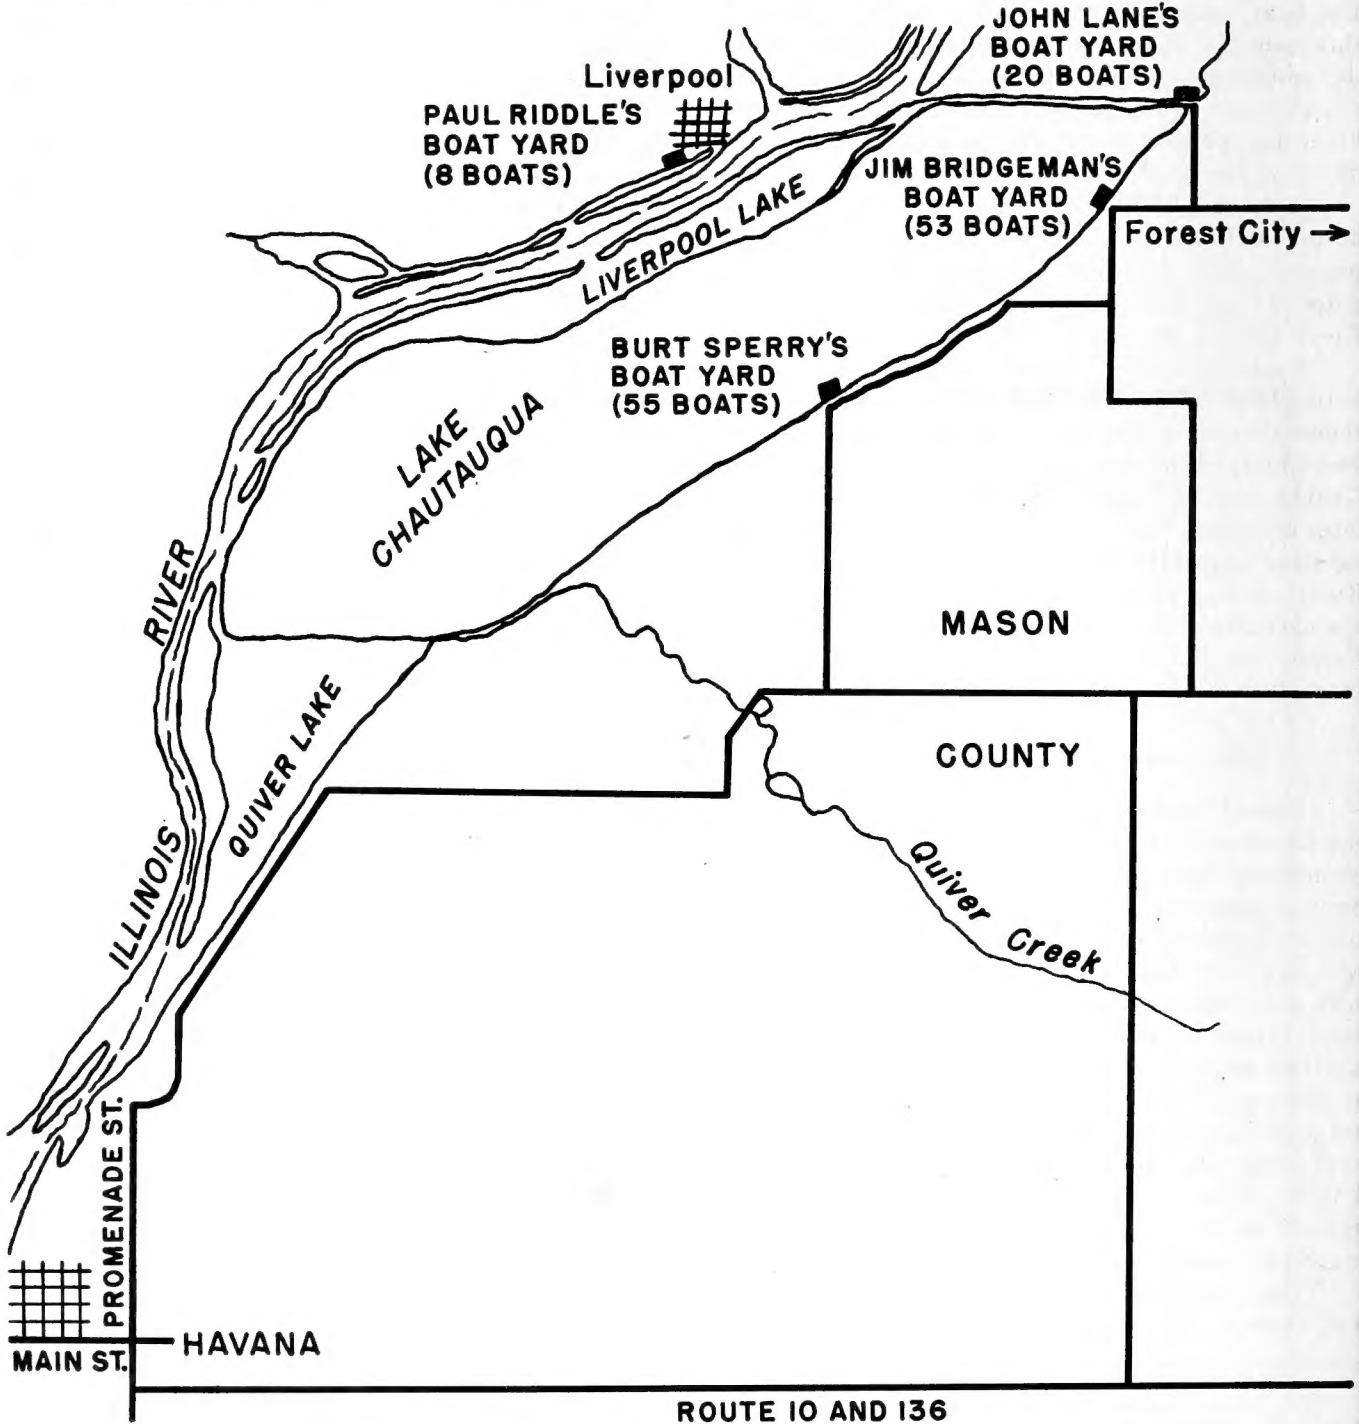 JOHN LANE'S
BOAT YARD
(20 BOATS)
Liverpool
PAUL RIDDLE'S
BOAT YARD
(8 BOATS)
JIM BRIDGEMAN'S
BOAT YARD
(53 BOATS)
Forest City →
LIVERPOOL LAKE
BURT SPERRY'S
BOAT YARD
(55 BOATS)
LAKE
CHAUTAUQUA
ILLINOIS RIVER
MASON
COUNTY
QUIVER LAKE
Quiver Creek
PROMENADE ST.
HAVANA
MAIN ST.
ROUTE 10 AND 136